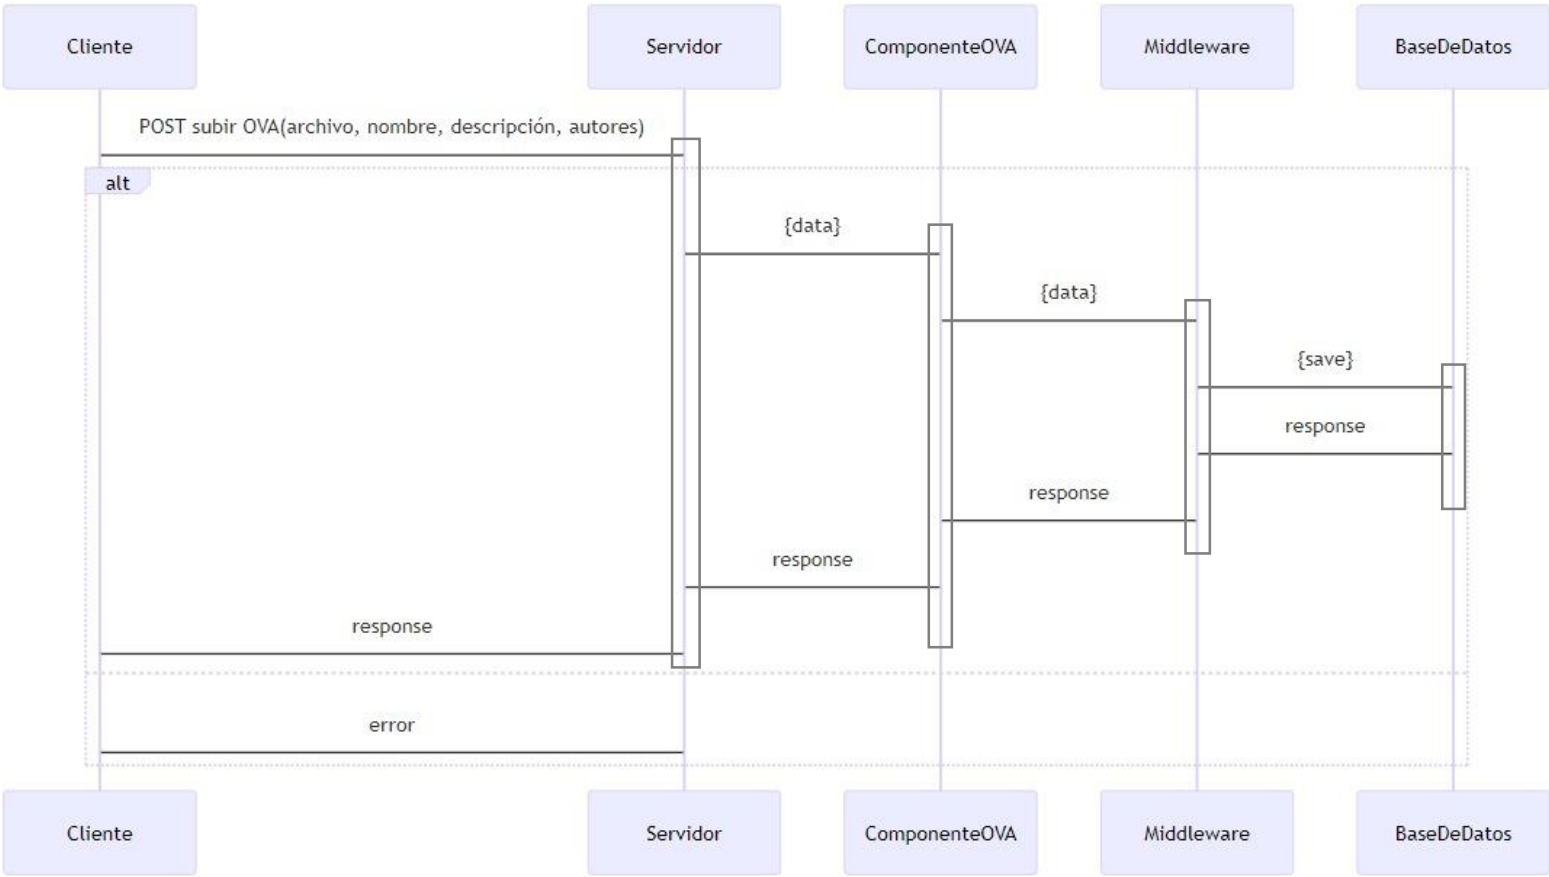 Cliente
Servidor
ComponenteOVA
Middleware
BaseDeDatos
POST subir OVA(archivo, nombre, descripción, autores)
alt
{data}
{data}
{save}
response
response
response
response
error
Cliente
Servidor
ComponenteOVA
Middleware
BaseDeDatos